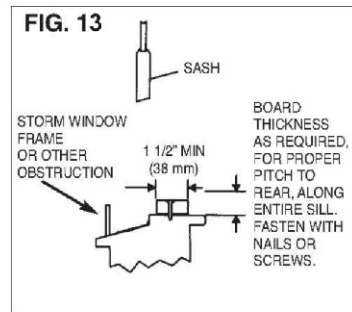 FIG. 13
SASH
STORM WINDOW
FRAME
OR OTHER
OBSTRUCTION
1 1/2" MIN
(38 mm)
BOARD
THICKNESS
AS REQUIRED,
FOR PROPER
PITCH TO
REAR, ALONG
ENTIRE SILL.
FASTEN WITH
NAILS OR
SCREWS.